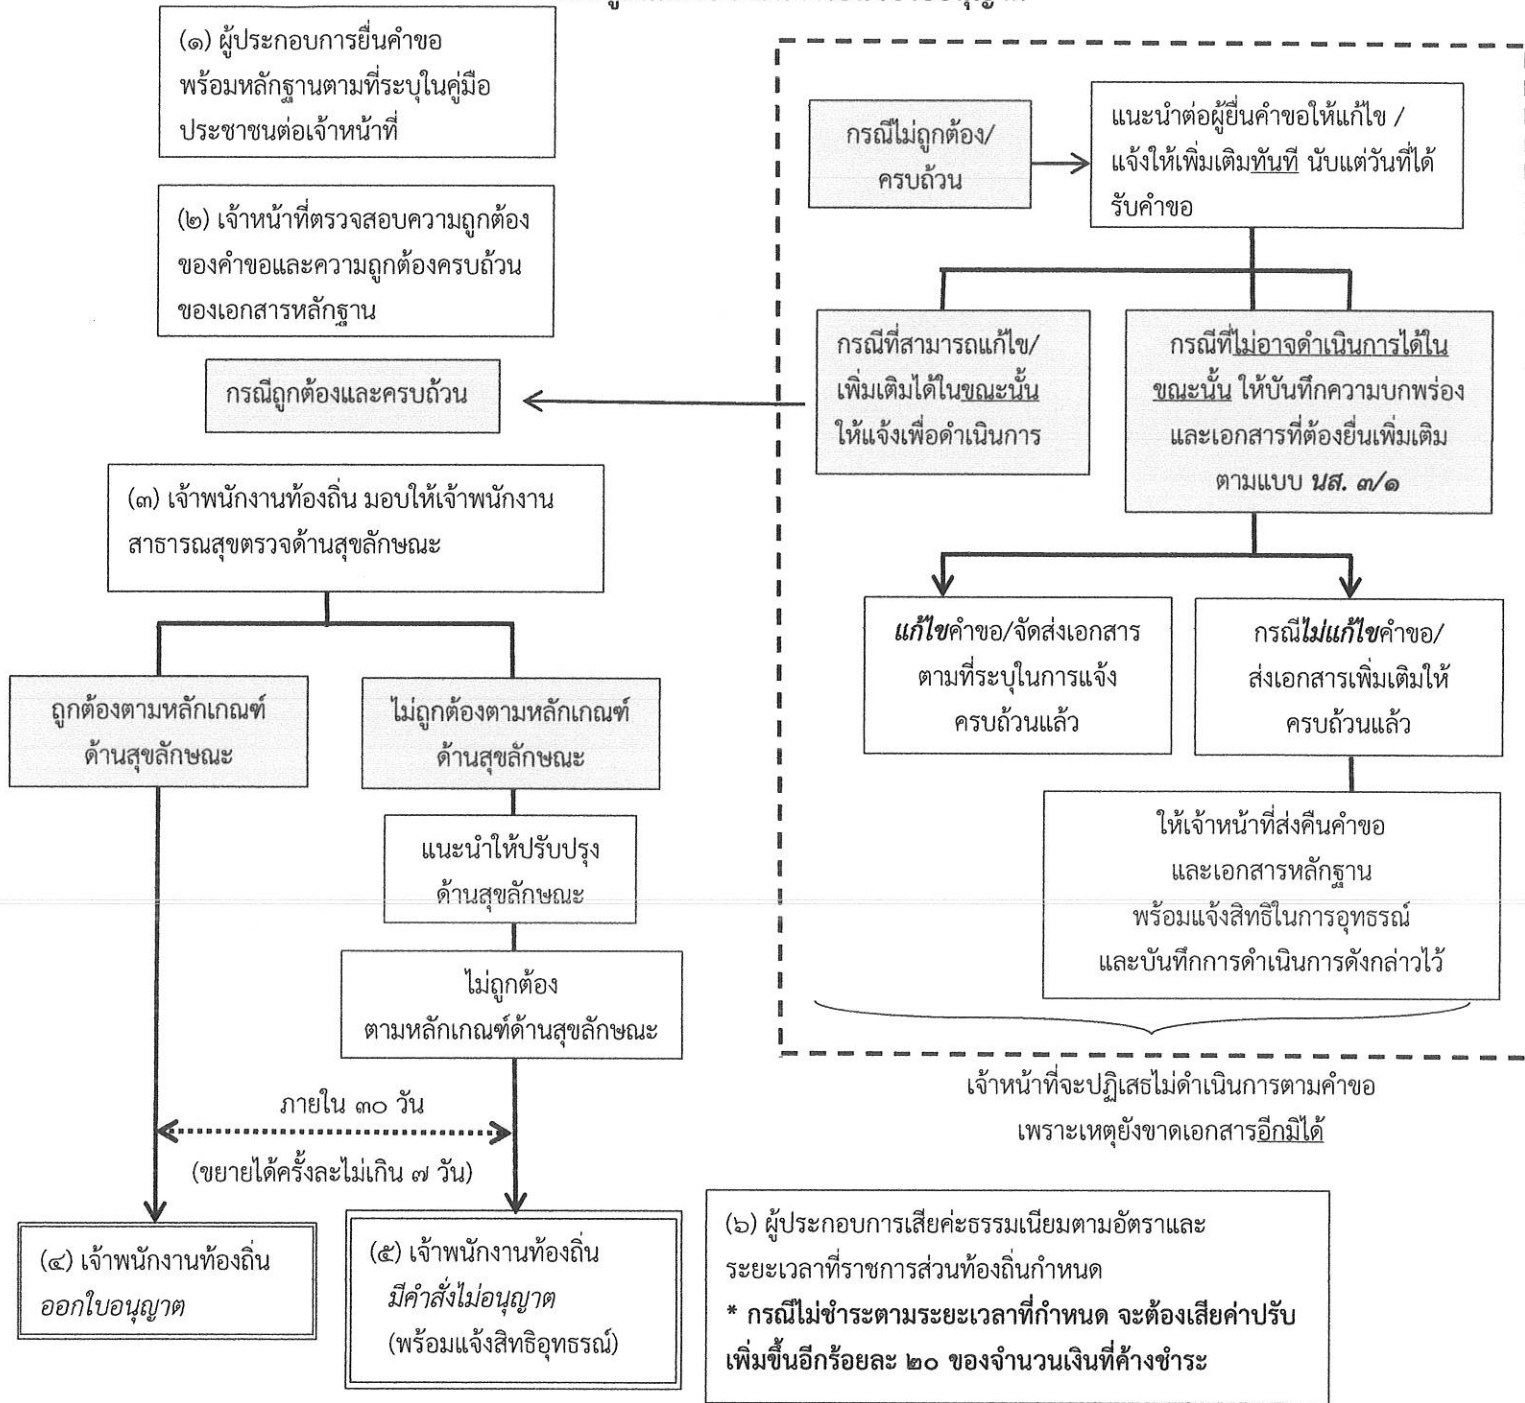 (๑) ผู้ประกอบการยื่นคำขอ
พร้อมหลักฐานตามที่ระบุในคู่มือ
ประชาชนต่อเจ้าหน้าที่
(๒) เจ้าหน้าที่ตรวจสอบความถูกต้อง
ของคำขอและความถูกต้องครบถ้วน
ของเอกสารหลักฐาน
กรณีถูกต้องและครบถ้วน
กรณีไม่ถูกต้อง/
ครบถ้วน
แนะนำต่อผู้ยื่นคำขอให้แก้ไข /
แจ้งให้เพิ่มเติมทันที นับแต่วันที่ได้
รับคำขอ
กรณีที่สามารถแก้ไข/
เพิ่มเติมได้ในขณะนั้น
ให้แจ้งเพื่อดำเนินการ
กรณีที่ไม่อาจดำเนินการได้ใน
ขณะนั้น ให้บันทึกความบกพร่อง
และเอกสารที่ต้องยื่นเพิ่มเติม
ตามแบบ นส. ๓/๑
แก้ไขคำขอ/จัดส่งเอกสาร
ตามที่ระบุในการแจ้ง
ครบถ้วนแล้ว
กรณีไม่แก้ไขคำขอ/
ส่งเอกสารเพิ่มเติมให้
ครบถ้วนแล้ว
ให้เจ้าหน้าที่ส่งคืนคำขอ
และเอกสารหลักฐาน
พร้อมแจ้งสิทธิในการอุทธรณ์
และบันทึกการดำเนินการดังกล่าวไว้
เจ้าหน้าที่จะปฏิเสธไม่ดำเนินการตามคำขอ
เพราะเหตุยังขาดเอกสารอีกมิได้
(๓) เจ้าพนักงานท้องถิ่น มอบให้เจ้าพนักงาน
สาธารณสุขตรวจด้านสุขลักษณะ
ถูกต้องตามหลักเกณฑ์
ด้านสุขลักษณะ
ไม่ถูกต้องตามหลักเกณฑ์
ด้านสุขลักษณะ
แนะนำให้ปรับปรุง
ด้านสุขลักษณะ
ไม่ถูกต้อง
ตามหลักเกณฑ์ด้านสุขลักษณะ
ภายใน ๓๐ วัน
(ขยายได้ครั้งละไม่เกิน ๗ วัน)
(๔) เจ้าพนักงานท้องถิ่น
ออกใบอนุญาต
(๕) เจ้าพนักงานท้องถิ่น
มีคำสั่งไม่อนุญาต
(พร้อมแจ้งสิทธิอุทธรณ์)
(๖) ผู้ประกอบการเสียค่ะธรรมเนียมตามอัตราและ
ระยะเวลาที่ราชการส่วนท้องถิ่นกำหนด
* กรณีไม่ชำระตามระยะเวลาที่กำหนด จะต้องเสียค่าปรับ
เพิ่มขึ้นอีกร้อยละ ๒๐ ของจำนวนเงินที่ค้างชำระ